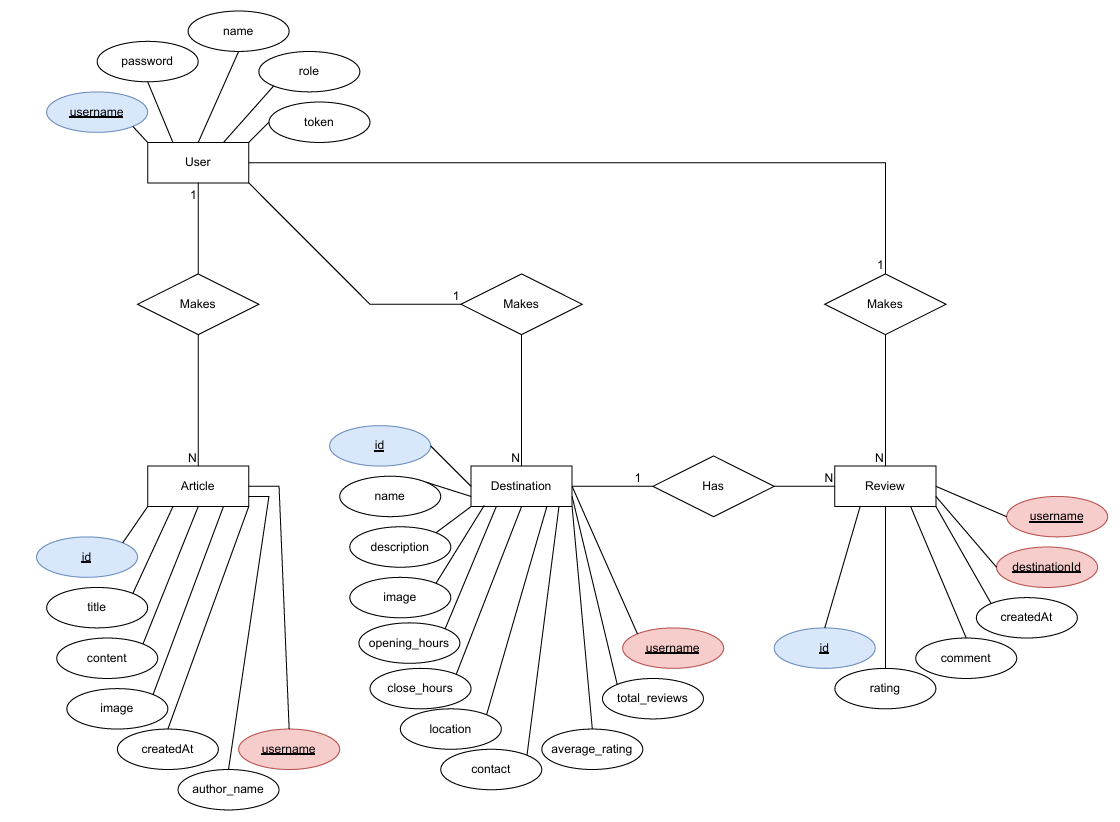 name
password
role
username
token
User
1
1
1
Makes
Makes
Makes
N
N
N
id
Article
name
Destination
1
Has
N
Review
username
description
id
destinationId
title
image
createdAt
content
opening_hours
username
id
comment
image
close_hours
total_reviews
rating
createdAt
username
location
average_rating
author_name
contact